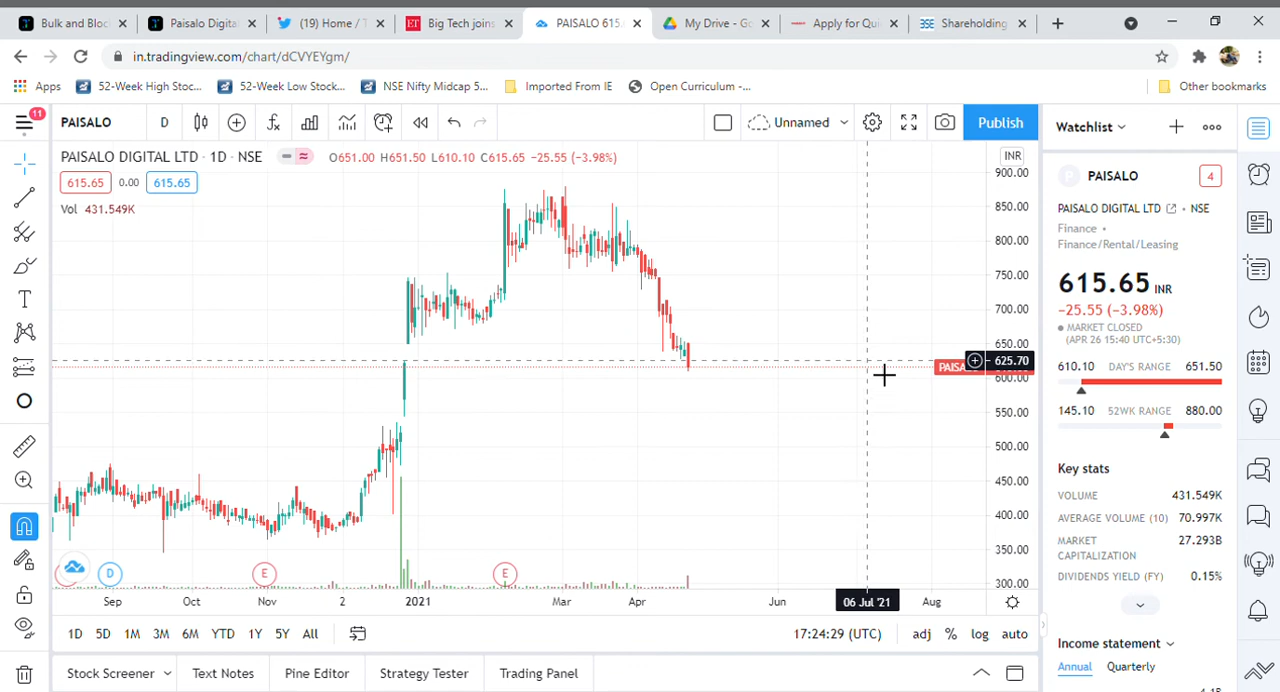 Bulk and Bloc
Paisalo Digita
(19) Home / T
Big Tech joins
PAISALO 615.
My Drive - Go
Apply for Qui
Shareholding
in.tradingview.com/chart/dCVYEYgm/
Apps
52-Week High Stoc...
52-Week Low Stock...
NSE Nifty Midcap 5...
Imported From IE
Open Curriculum -...
Other bookmarks
11
PAISALO
D
Unnamed
Publish
Watchlist
PAISALO DIGITAL LTD · 1D · NSE
O651.00 H651.50 L610.10 C615.65 −25.55 (−3.98%)
615.65
0.00
615.65
Vol 431.549K
INR
900.00
850.00
800.00
750.00
700.00
650.00
625.70
PAISA
600.00
550.00
500.00
450.00
400.00
350.00
300.00
D
E
E
Sep
Oct
Nov
2
2021
Mar
Apr
Jun
06 Jul '21
Aug
1D
5D
1M
3M
6M
YTD
1Y
5Y
All
17:24:29 (UTC)
adj
%
log
auto
Stock Screener
Text Notes
Pine Editor
Strategy Tester
Trading Panel
P
PAISALO
4
PAISALO DIGITAL LTD • NSE
Finance •
Finance/Rental/Leasing
615.65 INR
−25.55 (−3.98%)
MARKET CLOSED
(APR 26 15:40 UTC+5:30)
610.10 DAY'S RANGE 651.50
145.10 52WK RANGE 880.00
Key stats
VOLUME 431.549K
AVERAGE VOLUME (10) 70.997K
MARKET CAPITALIZATION 27.293B
DIVIDENDS YIELD (FY) 0.15%
Income statement
Annual
Quarterly